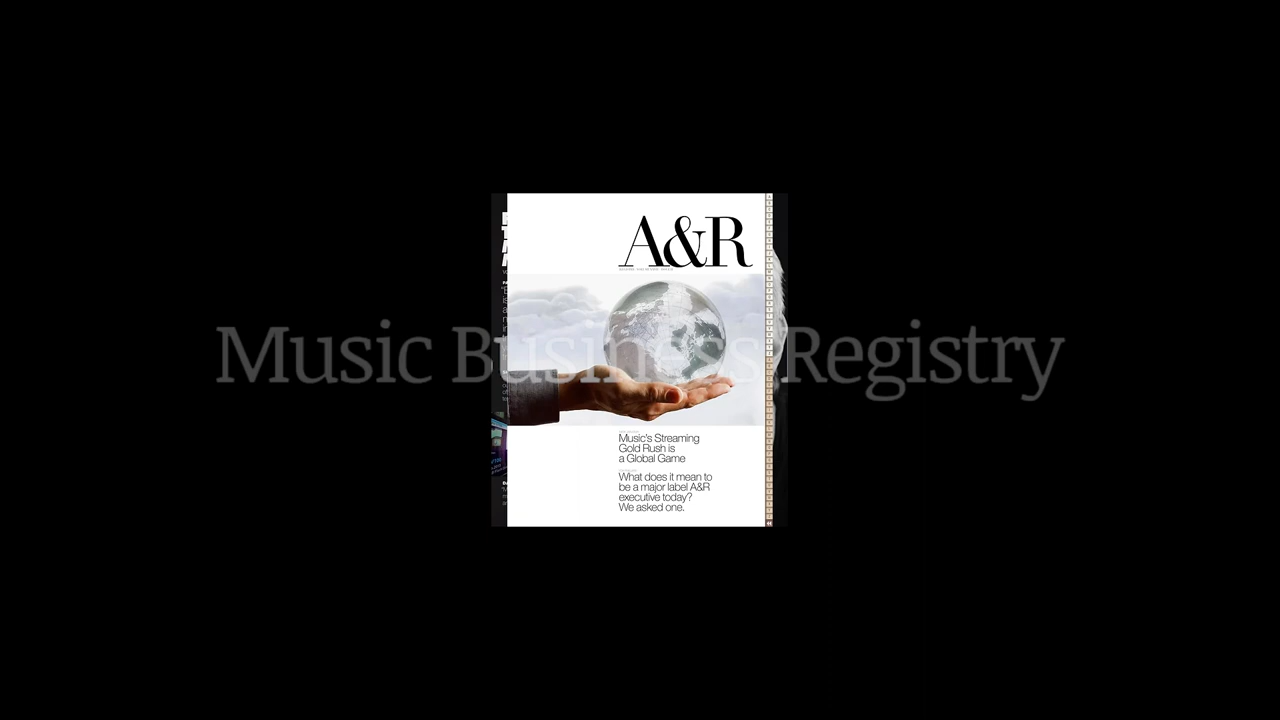 A&R
Music Business Registry
Music's Streaming
Gold Rush is
a Global Game
What does it mean to
be a major label A&R
executive today?
We asked one.